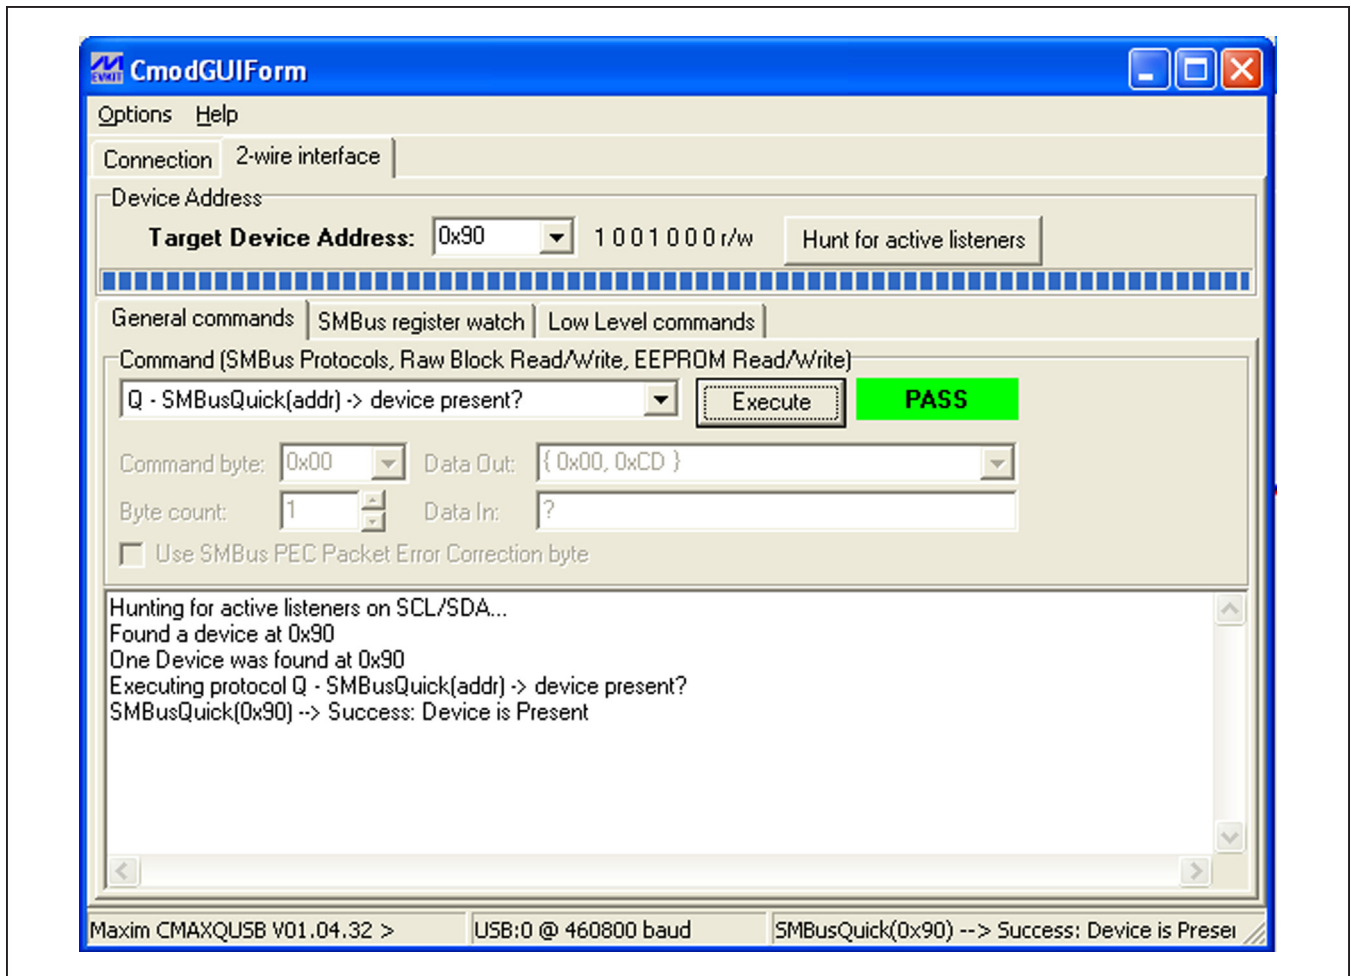 EVKIT CmodGUIForm
Options Help
Connection 2-wire interface
Device Address
Target Device Address: 0x90 1 0 0 1 0 0 0 r/w Hunt for active listeners
General commands SMBus register watch Low Level commands
Command (SMBus Protocols, Raw Block Read/Write, EEPROM Read/Write)
Q - SMBusQuick(addr) -> device present? Execute PASS
Command byte: 0x00 Data Out: { 0x00, 0xCD }
Byte count: 1 Data In: ?
Use SMBus PEC Packet Error Correction byte
Hunting for active listeners on SCL/SDA...
Found a device at 0x90
One Device was found at 0x90
Executing protocol Q - SMBusQuick(addr) -> device present?
SMBusQuick(0x90) --> Success: Device is Present
Maxim CMAXQUSB V01.04.32 > USB:0 @ 460800 baud SMBusQuick(0x90) --> Success: Device is Preser